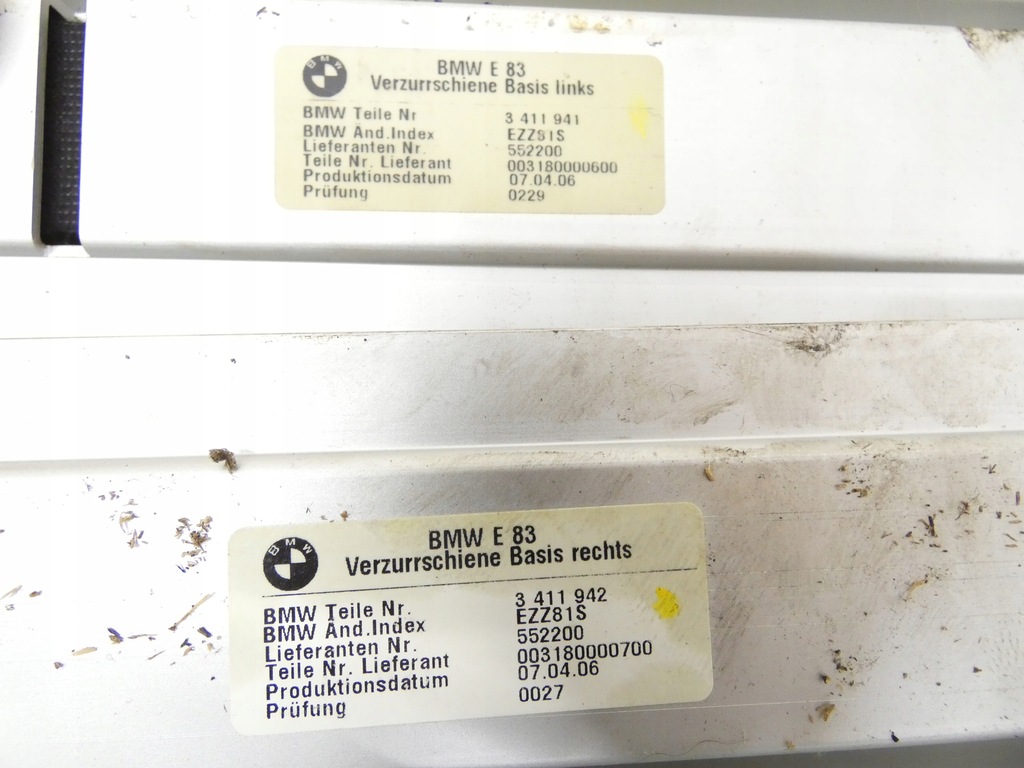 BMW
BMW E 83
Verzurrschiene Basis links
BMW Teile Nr 3 411 941
BMW Änd.Index EZZ81S
Lieferanten Nr. 552200
Teile Nr. Lieferant 003180000600
Produktionsdatum 07.04.06
Prüfung 0229
BMW
BMW E 83
Verzurrschiene Basis rechts
BMW Teile Nr. 3 411 942
BMW Änd.Index EZZ81S
Lieferanten Nr. 552200
Teile Nr. Lieferant 003180000700
Produktionsdatum 07.04.06
Prüfung 0027